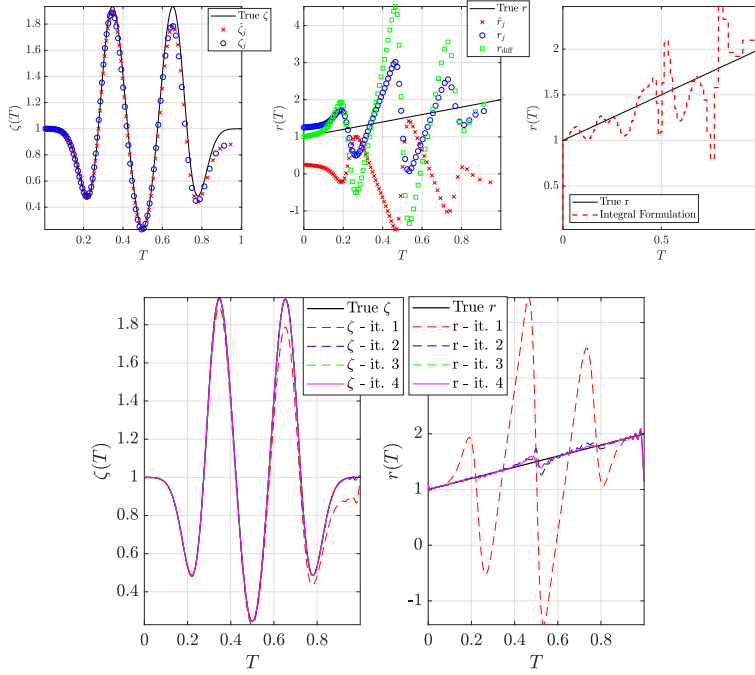 True ζ
ζ̂_j
ζ_j
ζ(T)
1.8
1.6
1.4
1.2
1
0.8
0.6
0.4
0.2
0.4
0.6
0.8
1
T
True r
r̂_j
r_j
r_diff
r(T)
4
3
2
1
0
-1
0
0.2
0.4
0.6
0.8
T
r(T)
2
1.5
1
0
0.5
T
True r
Integral Formulation
True ζ
ζ - it. 1
ζ - it. 2
ζ - it. 3
ζ - it. 4
ζ(T)
1.8
1.6
1.4
1.2
1
0.8
0.6
0.4
0
0.2
0.4
0.6
0.8
T
True r
r - it. 1
r - it. 2
r - it. 3
r - it. 4
r(T)
2
1
0
-1
0
0.2
0.4
0.6
0.8
T